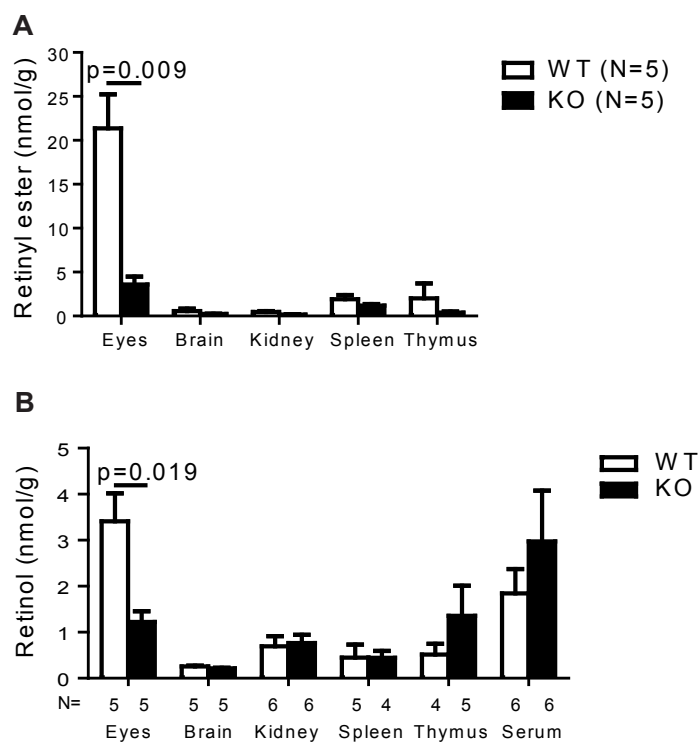 A
Retinyl ester (nmol/g)
30
25
20
15
10
5
0
p=0.009
WT (N=5)
KO (N=5)
Eyes Brain Kidney Spleen Thymus
B
Retinol (nmol/g)
5
4
3
2
1
0
p=0.019
WT
KO
N= 5 5 5 5 6 6 5 4 4 5 6 6
Eyes Brain Kidney Spleen Thymus Serum